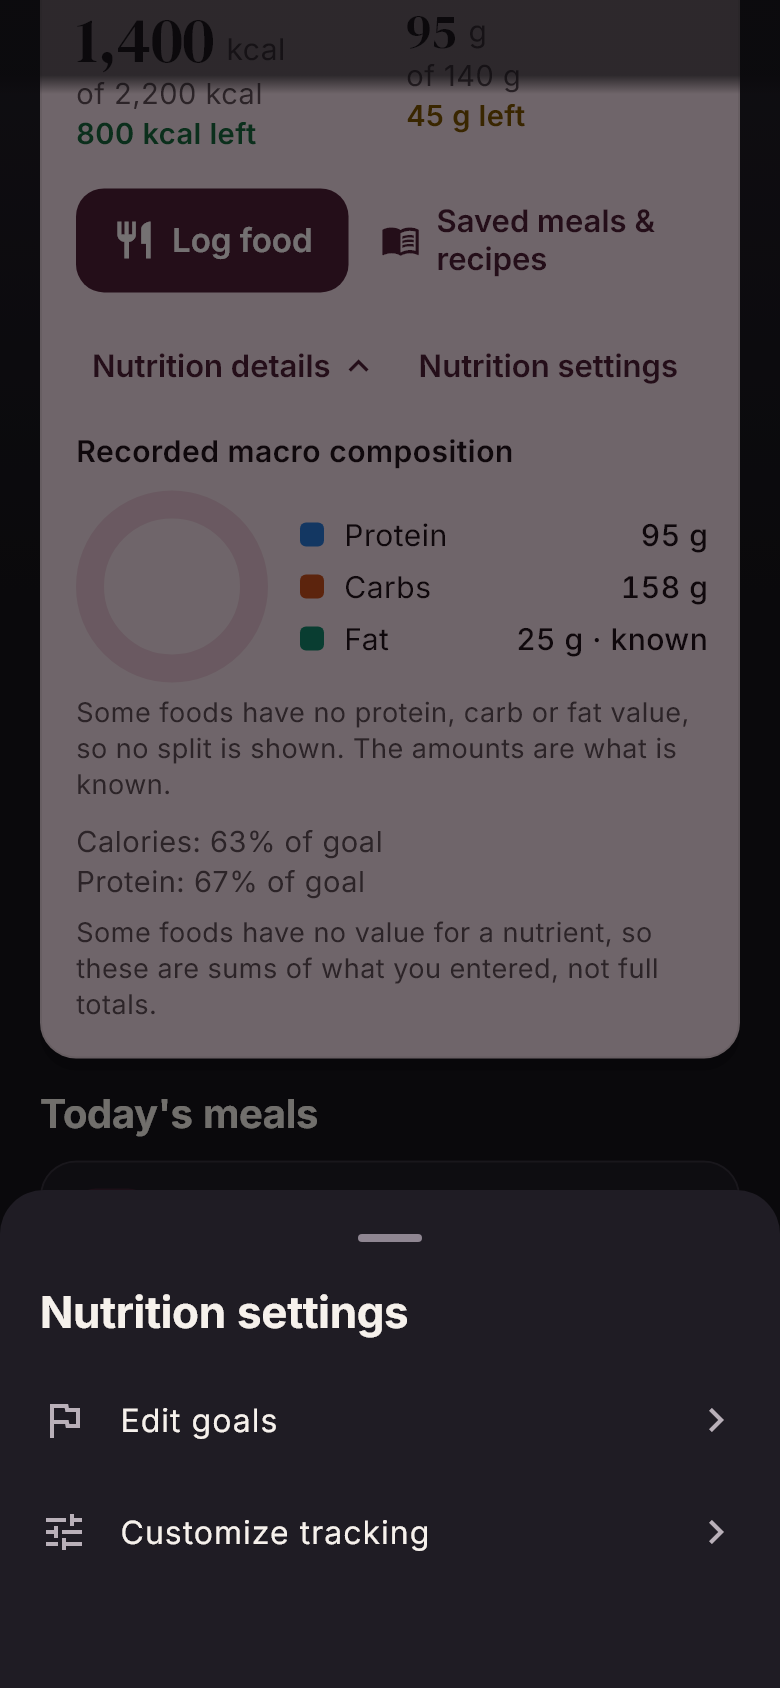 1,400 kcal
95 g
of 2,200 kcal
of 140 g
800 kcal left
45 g left
Log food
Saved meals &
recipes
Nutrition details
Nutrition settings
Recorded macro composition
Protein 95 g
Carbs 158 g
Fat 25 g · known
Some foods have no protein, carb or fat value,
so no split is shown. The amounts are what is
known.
Calories: 63% of goal
Protein: 67% of goal
Some foods have no value for a nutrient, so
these are sums of what you entered, not full
totals.
Today's meals
Nutrition settings
Edit goals
Customize tracking